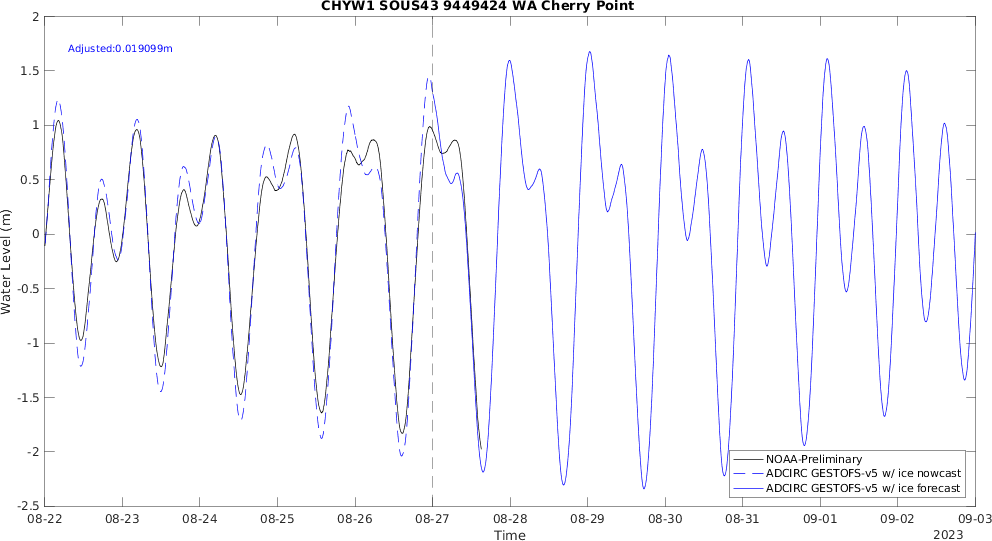 CHYW1 SOUS43 9449424 WA Cherry Point
Adjusted:0.019099m
Water Level (m)
2
1.5
1
0.5
0
-0.5
-1
-1.5
-2
-2.5
NOAA-Preliminary
ADCIRC GESTOFS-v5 w/ ice nowcast
ADCIRC GESTOFS-v5 w/ ice forecast
08-22 08-23 08-24 08-25 08-26 08-27 08-28 08-29 08-30 08-31 09-01 09-02 09-03
Time
2023